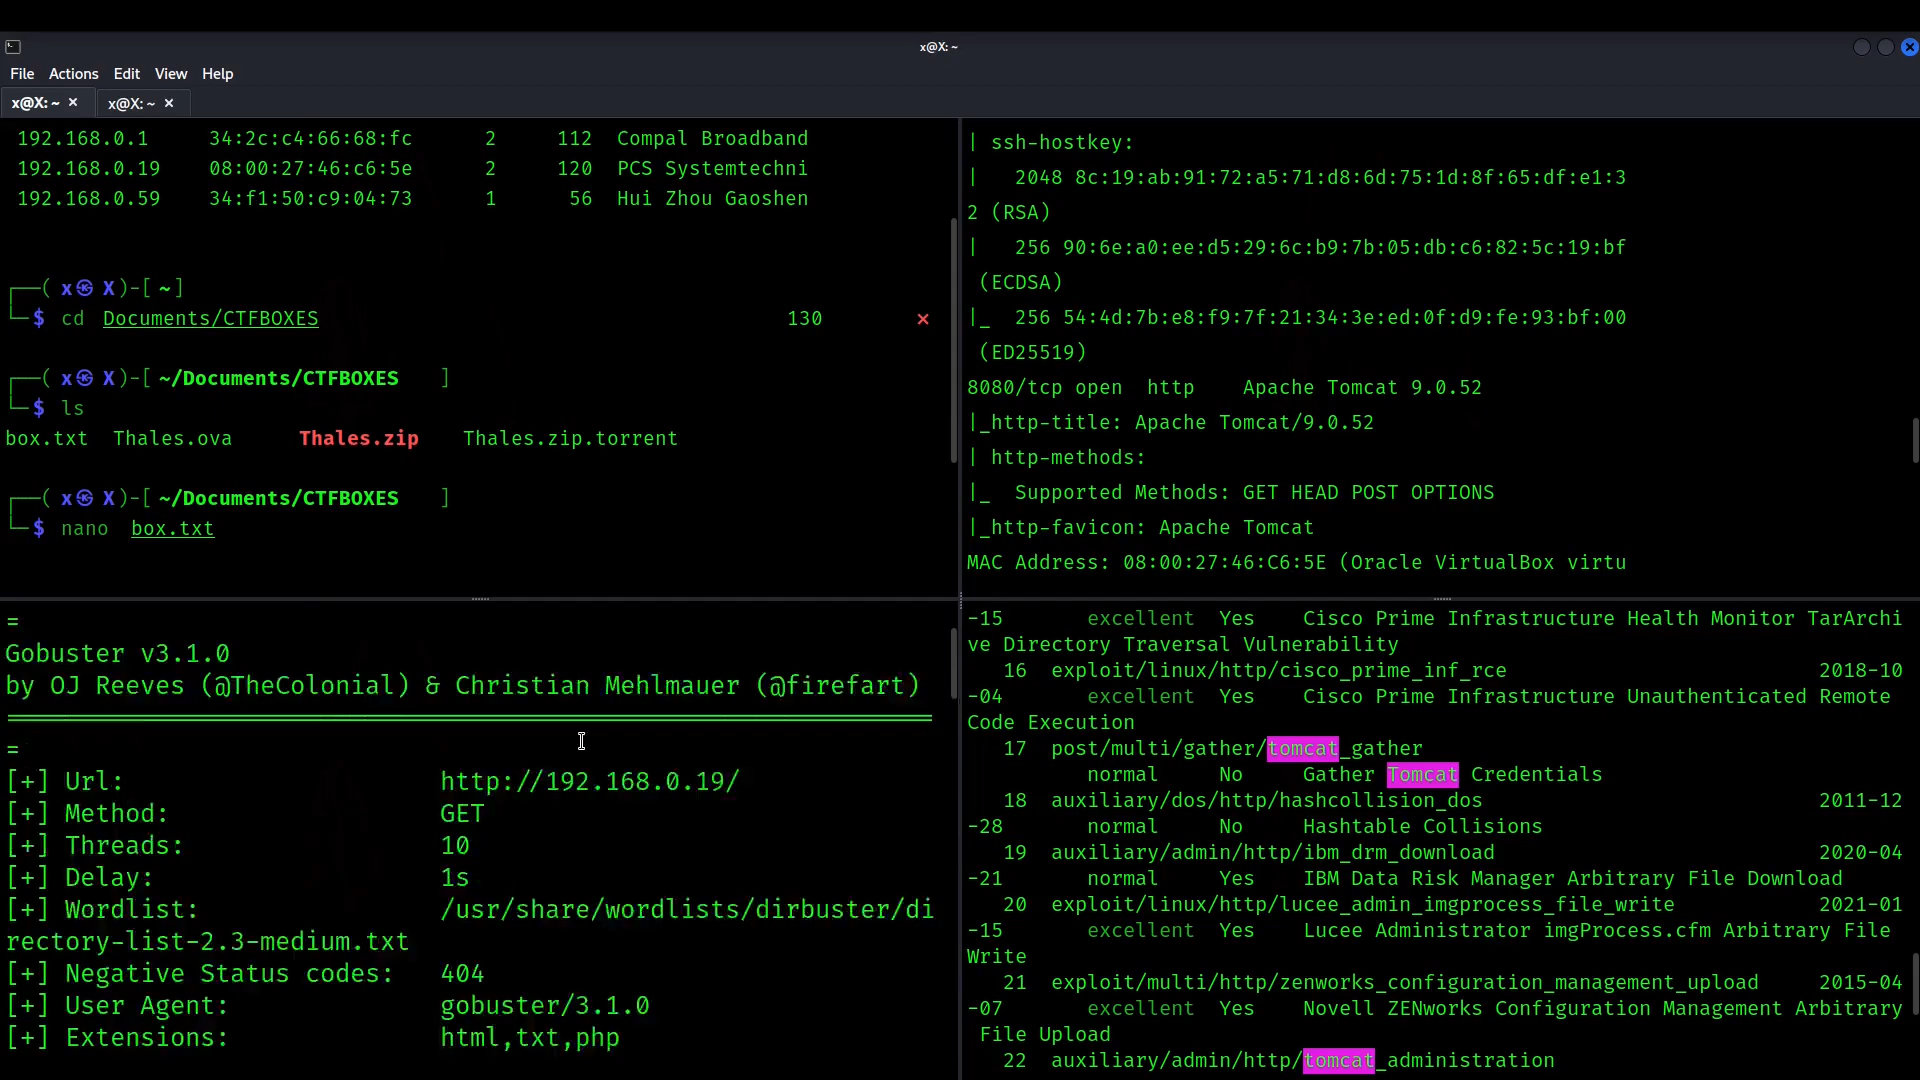 x@X: ~
File Actions Edit View Help
x@X: ~ × x@X: ~ ×
192.168.0.1 34:2c:c4:66:68:fc 2 112 Compal Broadband
192.168.0.19 08:00:27:46:c6:5e 2 120 PCS Systemtechni
192.168.0.59 34:f1:50:c9:04:73 1 56 Hui Zhou Gaoshen
┌──( x㉿ X )-[ ~ ]
└─$ cd Documents/CTFBOXES 130 ⨯
┌──( x㉿ X )-[ ~/Documents/CTFBOXES ]
└─$ ls
box.txt Thales.ova Thales.zip Thales.zip.torrent
┌──( x㉿ X )-[ ~/Documents/CTFBOXES ]
└─$ nano box.txt
| ssh-hostkey:
| 2048 8c:19:ab:91:72:a5:71:d8:6d:75:1d:8f:65:df:e1:3
2 (RSA)
| 256 90:6e:a0:ee:d5:29:6c:b9:7b:05:db:c6:82:5c:19:bf
(ECDSA)
|_ 256 54:4d:7b:e8:f9:7f:21:34:3e:ed:0f:d9:fe:93:bf:00
(ED25519)
8080/tcp open http Apache Tomcat 9.0.52
|_http-title: Apache Tomcat/9.0.52
| http-methods:
|_ Supported Methods: GET HEAD POST OPTIONS
|_http-favicon: Apache Tomcat
MAC Address: 08:00:27:46:C6:5E (Oracle VirtualBox virtu
=
Gobuster v3.1.0
by OJ Reeves (@TheColonial) & Christian Mehlmauer (@firefart)
===============================================================
=
[+] Url: http://192.168.0.19/
[+] Method: GET
[+] Threads: 10
[+] Delay: 1s
[+] Wordlist: /usr/share/wordlists/dirbuster/di
rectory-list-2.3-medium.txt
[+] Negative Status codes: 404
[+] User Agent: gobuster/3.1.0
[+] Extensions: html,txt,php
-15 excellent Yes Cisco Prime Infrastructure Health Monitor TarArchi
ve Directory Traversal Vulnerability
16 exploit/linux/http/cisco_prime_inf_rce 2018-10
-04 excellent Yes Cisco Prime Infrastructure Unauthenticated Remote
Code Execution
17 post/multi/gather/tomcat_gather
normal No Gather Tomcat Credentials
18 auxiliary/dos/http/hashcollision_dos 2011-12
-28 normal No Hashtable Collisions
19 auxiliary/admin/http/ibm_drm_download 2020-04
-21 normal Yes IBM Data Risk Manager Arbitrary File Download
20 exploit/linux/http/lucee_admin_imgprocess_file_write 2021-01
-15 excellent Yes Lucee Administrator imgProcess.cfm Arbitrary File
Write
21 exploit/multi/http/zenworks_configuration_management_upload 2015-04
-07 excellent Yes Novell ZENworks Configuration Management Arbitrary
File Upload
22 auxiliary/admin/http/tomcat_administration